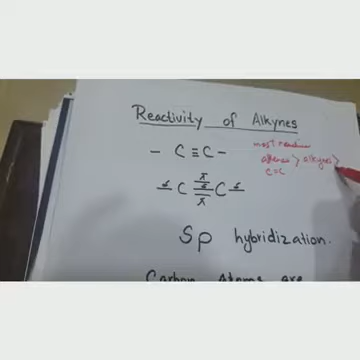 Reactivity of Alkynes
– C ≡ C –
most reactive
alkenes > alkynes >
C=C
Sp hybridization.
Carbon Atoms are